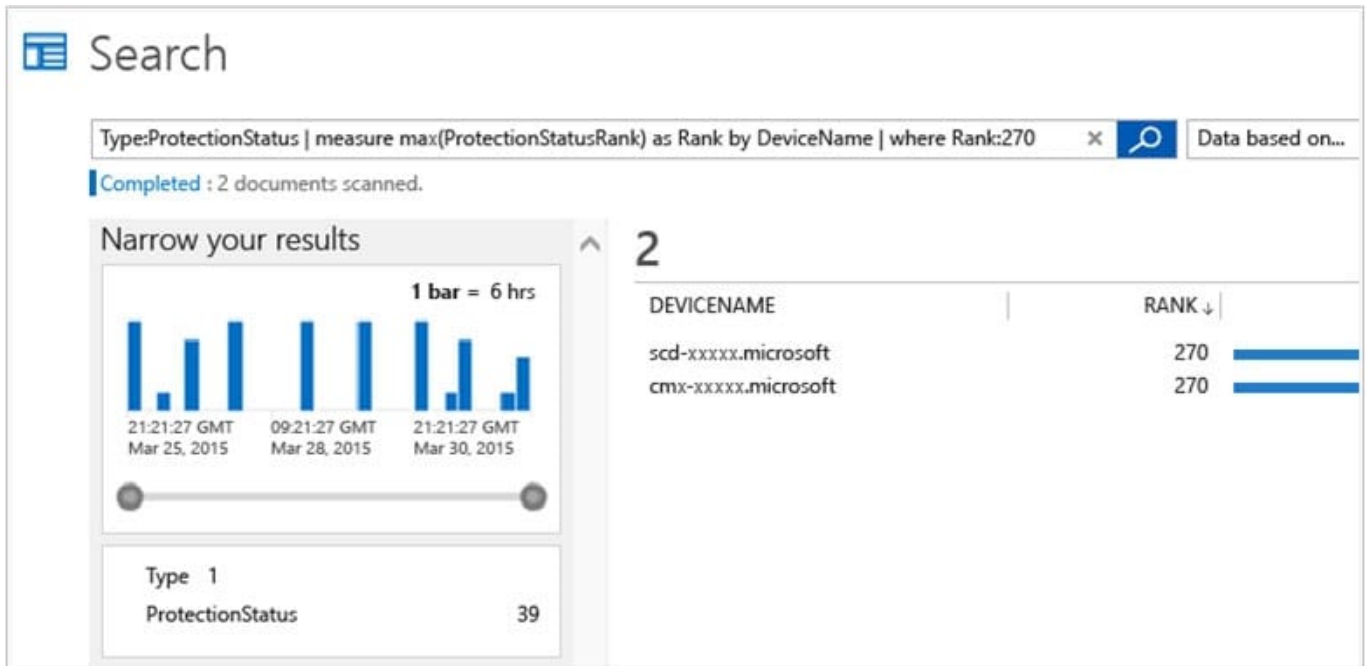 Search
Type:ProtectionStatus | measure max(ProtectionStatusRank) as Rank by DeviceName | where Rank:270
Data based on...
Completed : 2 documents scanned.
Narrow your results
1 bar = 6 hrs
21:21:27 GMT
Mar 25, 2015
09:21:27 GMT
Mar 28, 2015
21:21:27 GMT
Mar 30, 2015
Type 1
ProtectionStatus 39
2
DEVICENAME RANK
scd-xxxxx.microsoft 270
cmx-xxxxx.microsoft 270